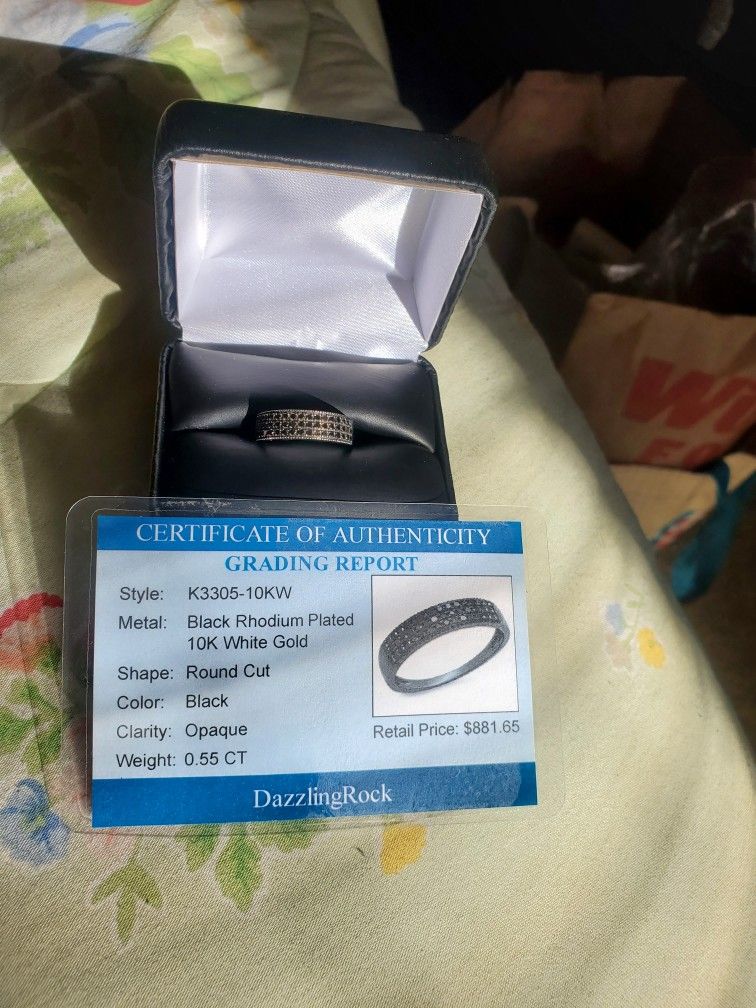 CERTIFICATE OF AUTHENTICITY
GRADING REPORT
Style: K3305-10KW
Metal: Black Rhodium Plated
10K White Gold
Shape: Round Cut
Color: Black
Clarity: Opaque
Weight: 0.55 CT
Retail Price: $881.65
DazzlingRock